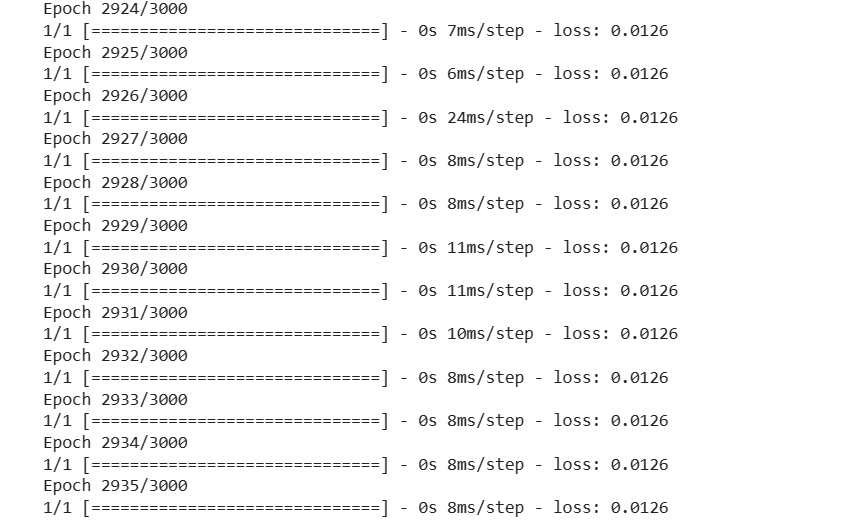 Epoch 2924/3000
1/1 [==============================] - 0s 7ms/step - loss: 0.0126
Epoch 2925/3000
1/1 [==============================] - 0s 6ms/step - loss: 0.0126
Epoch 2926/3000
1/1 [==============================] - 0s 24ms/step - loss: 0.0126
Epoch 2927/3000
1/1 [==============================] - 0s 8ms/step - loss: 0.0126
Epoch 2928/3000
1/1 [==============================] - 0s 8ms/step - loss: 0.0126
Epoch 2929/3000
1/1 [==============================] - 0s 11ms/step - loss: 0.0126
Epoch 2930/3000
1/1 [==============================] - 0s 11ms/step - loss: 0.0126
Epoch 2931/3000
1/1 [==============================] - 0s 10ms/step - loss: 0.0126
Epoch 2932/3000
1/1 [==============================] - 0s 8ms/step - loss: 0.0126
Epoch 2933/3000
1/1 [==============================] - 0s 8ms/step - loss: 0.0126
Epoch 2934/3000
1/1 [==============================] - 0s 8ms/step - loss: 0.0126
Epoch 2935/3000
1/1 [==============================] - 0s 8ms/step - loss: 0.0126